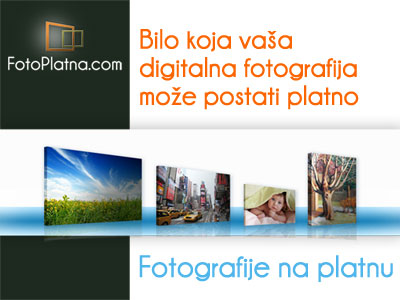 FotoPlatna.com
Bilo koja vaša
digitalna fotografija
može postati platno
Fotografije na platnu